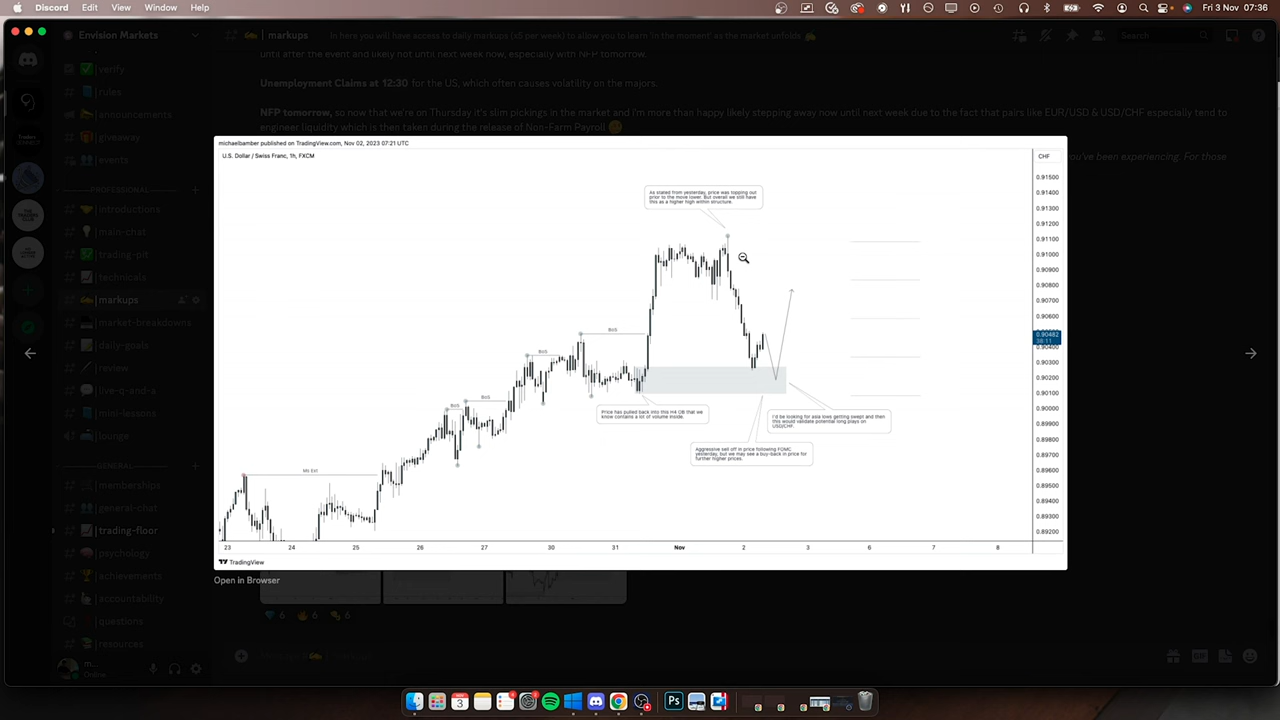 Discord Edit View Window Help Fri 3 Nov 07:36
Envision Markets
markups In here you will have access to daily markups (x5 per week) to allow you to learn 'in the moment' as the market unfolds
Search
until after the event and likely not until next week now, especially with NFP tomorrow.
Unemployment Claims at 12:30 for the US, which often causes volatility on the majors.
NFP tomorrow, so now that we're on Thursday it's slim pickings in the market and i'm more than happy likely stepping away now until next week due to the fact that pairs like EUR/USD & USD/CHF especially tend to
engineer liquidity which is then taken during the release of Non-Farm Payroll
you've been experiencing. For those
verify
rules
announcements
giveaway
events
PROFESSIONAL
introductions
main-chat
trading-pit
technicals
markups
market-breakdowns
daily-goals
review
live-q-and-a
mini-lessons
lounge
GENERAL
memberships
general-chat
trading-floor
psychology
achievements
accountability
questions
resources
m...
Online
michaelbamber published on TradingView.com, Nov 02, 2023 07:21 UTC
U.S. Dollar / Swiss Franc, 1h, FXCM
CHF
As stated from yesterday, price was topping out
prior to the move lower. But overall we still have
this as a higher high within structure.
BoS
BoS
BoS
BoS
Ms Ext
Price has pulled back into this H4 OB that we
know contains a lot of volume inside.
I'd be looking for asia lows getting swept and then
this would validate potential long plays on
USD/CHF.
Aggressive sell off in price following FOMC
yesterday, but we may see a buy-back in price for
further higher prices.
0.91500
0.91400
0.91300
0.91200
0.91100
0.91000
0.90900
0.90800
0.90700
0.90600
0.90482
38:11
0.90400
0.90300
0.90200
0.90100
0.90000
0.89900
0.89800
0.89700
0.89600
0.89500
0.89400
0.89300
0.89200
23 24 25 26 27 30 31 Nov 2 3 6 7 8
TradingView
Open in Browser
6 6 6